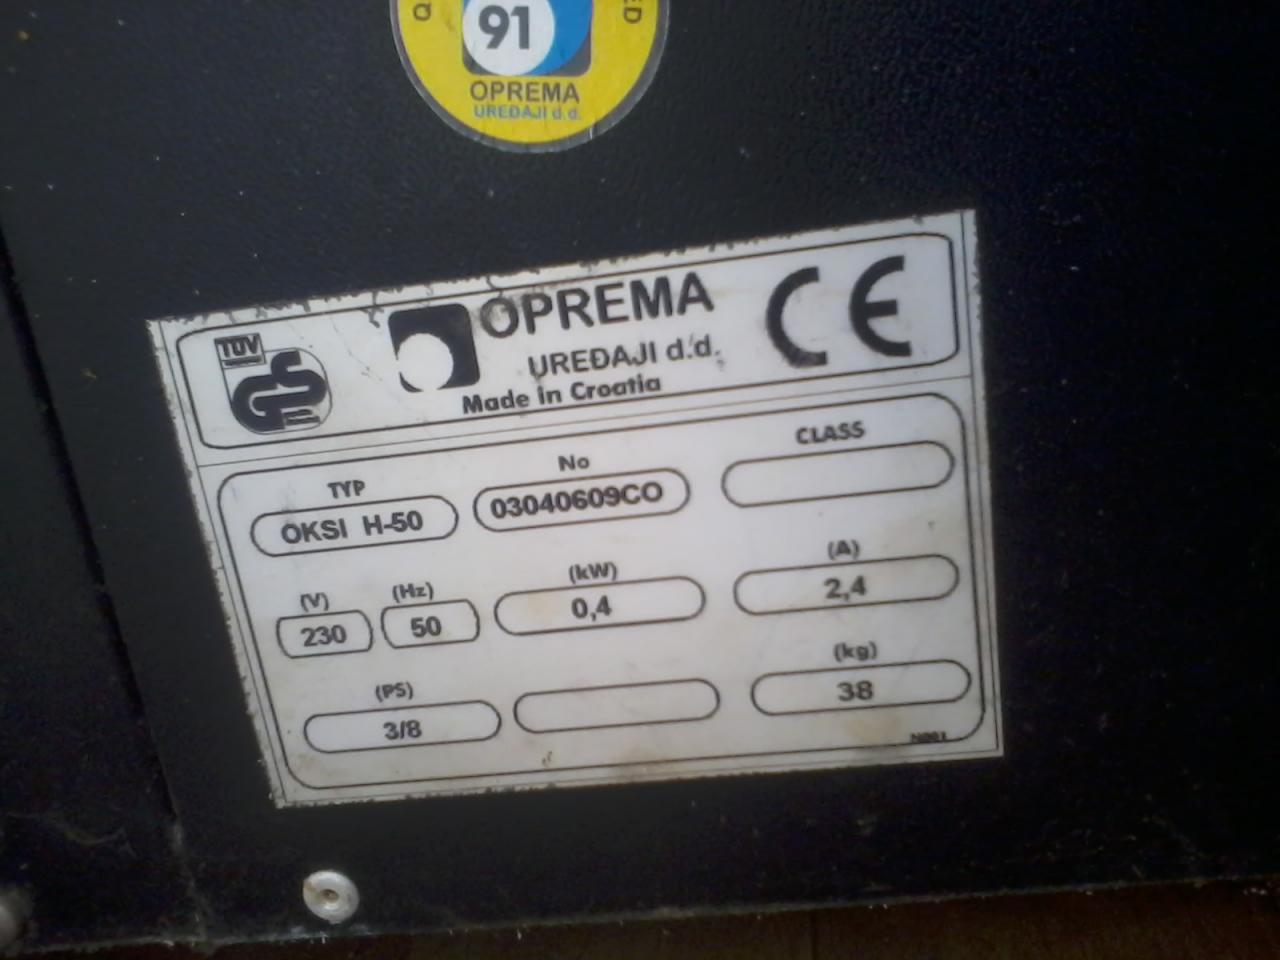 91
OPREMA
UREĐAJI d.d.
TÜV
GS
OPREMA
UREĐAJI d.d.
Made in Croatia
CE
TYP
No
CLASS
OKSI H-50
03040609CO
(V)
(Hz)
(kW)
(A)
230
50
0,4
2,4
(PS)
(kg)
3/8
38